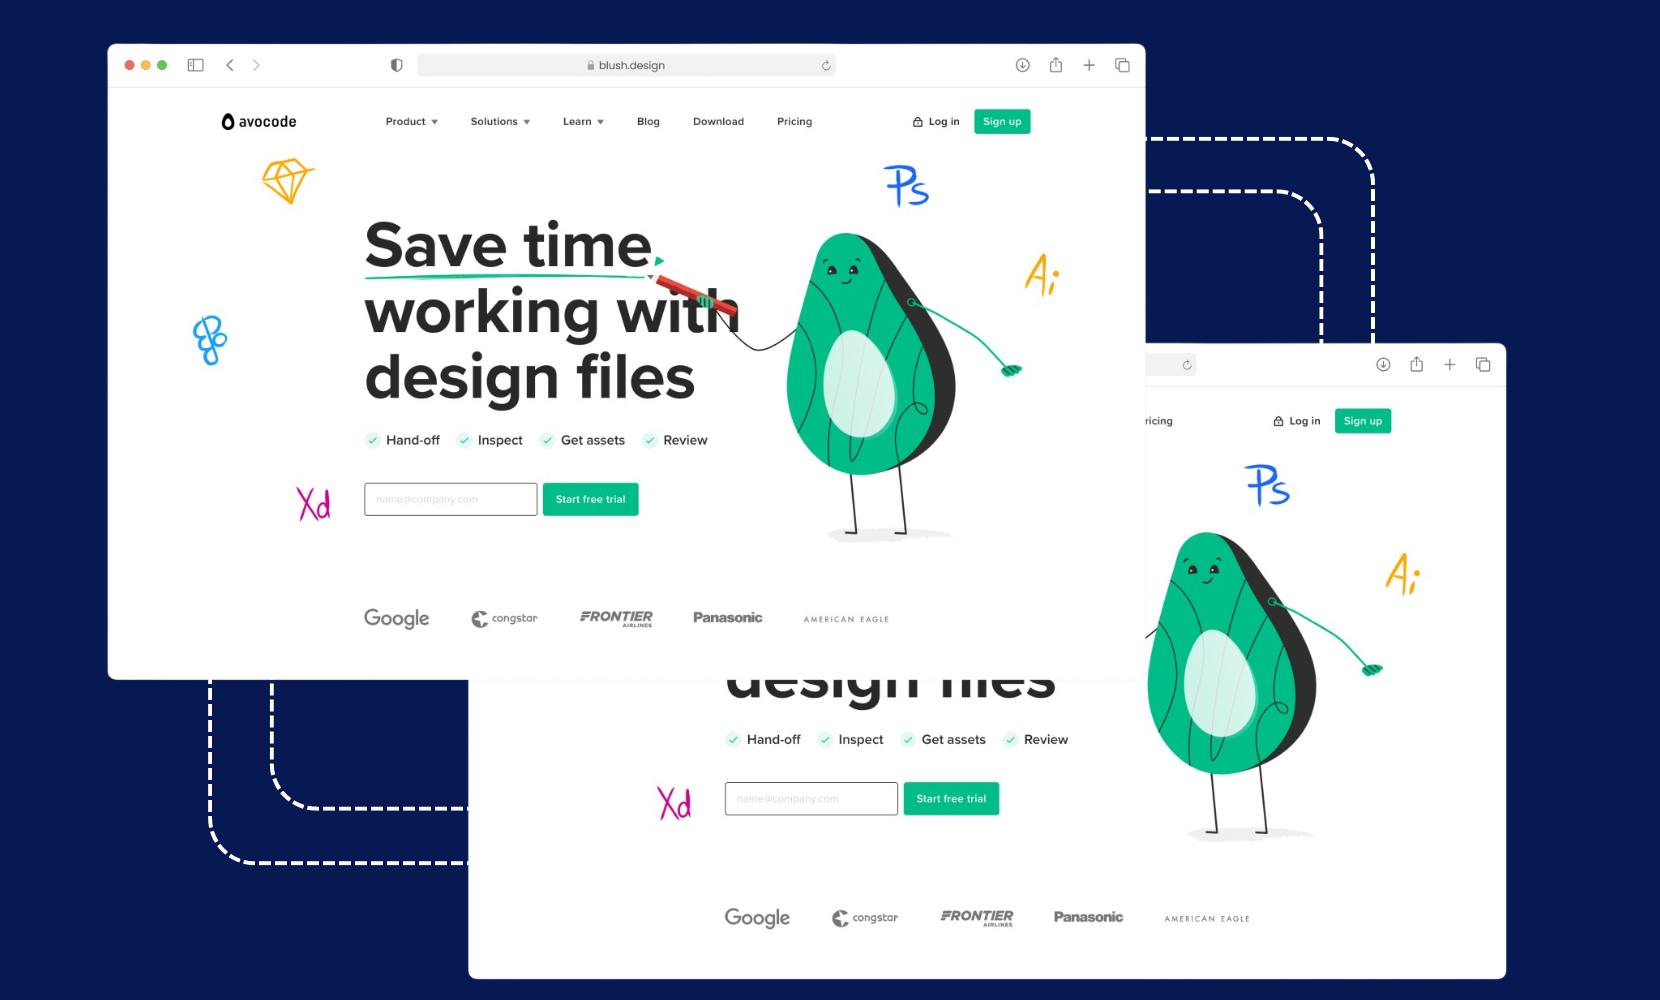 blush.design
avocode Product Solutions Learn Blog Download Pricing Log in Sign up
Ps
Save time
Ai
working with
design files
Hand-off Inspect Get assets Review
Xd
name@company.com Start free trial
Google congstar FRONTIER AIRLINES Panasonic AMERICAN EAGLE
ricing Log in Sign up
Ps
Ai
design files
Hand-off Inspect Get assets Review
Xd
name@company.com Start free trial
Google congstar FRONTIER AIRLINES Panasonic AMERICAN EAGLE